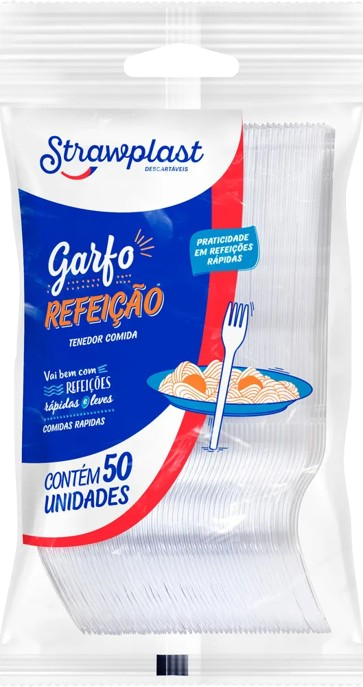 Strawplast
DESCARTÁVEIS
Garfo
REFEIÇÃO
TENEDOR COMIDA
PRATICIDADE
EM REFEIÇÕES
RÁPIDAS
Vai bem com
REFEIÇÕES
rápidas e leves
COMIDAS RAPIDAS
CONTÉM 50
UNIDADES